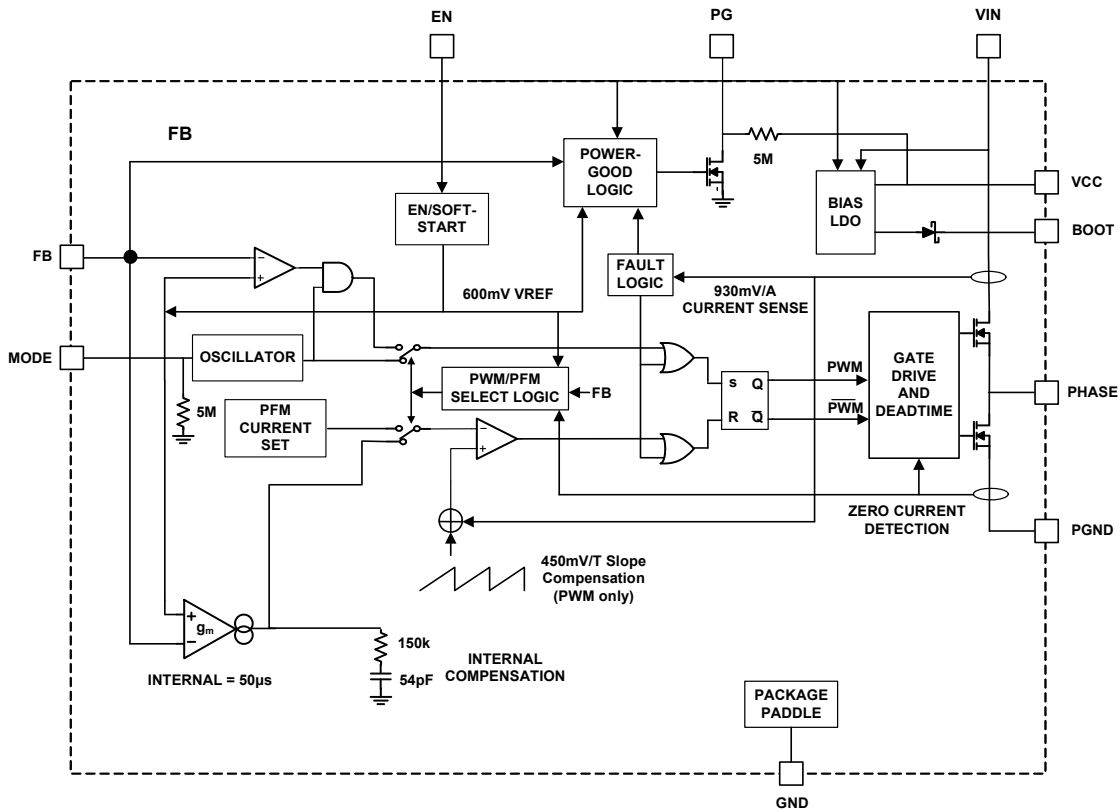 EN
PG
VIN
FB
POWER-
GOOD
LOGIC
5M
BIAS
LDO
VCC
BOOT
EN/SOFT-
START
FB
−
+
FAULT
LOGIC
930mV/A
CURRENT SENSE
600mV VREF
MODE
OSCILLATOR
5M
PWM/PFM
SELECT LOGIC
FB
S Q
R Q
PWM
PWM
GATE
DRIVE
AND
DEADTIME
PHASE
PFM
CURRENT
SET
−
+
ZERO CURRENT
DETECTION
PGND
450mV/T Slope
Compensation
(PWM only)
+
gm
−
150k
54pF
INTERNAL
COMPENSATION
INTERNAL = 50µs
PACKAGE
PADDLE
GND